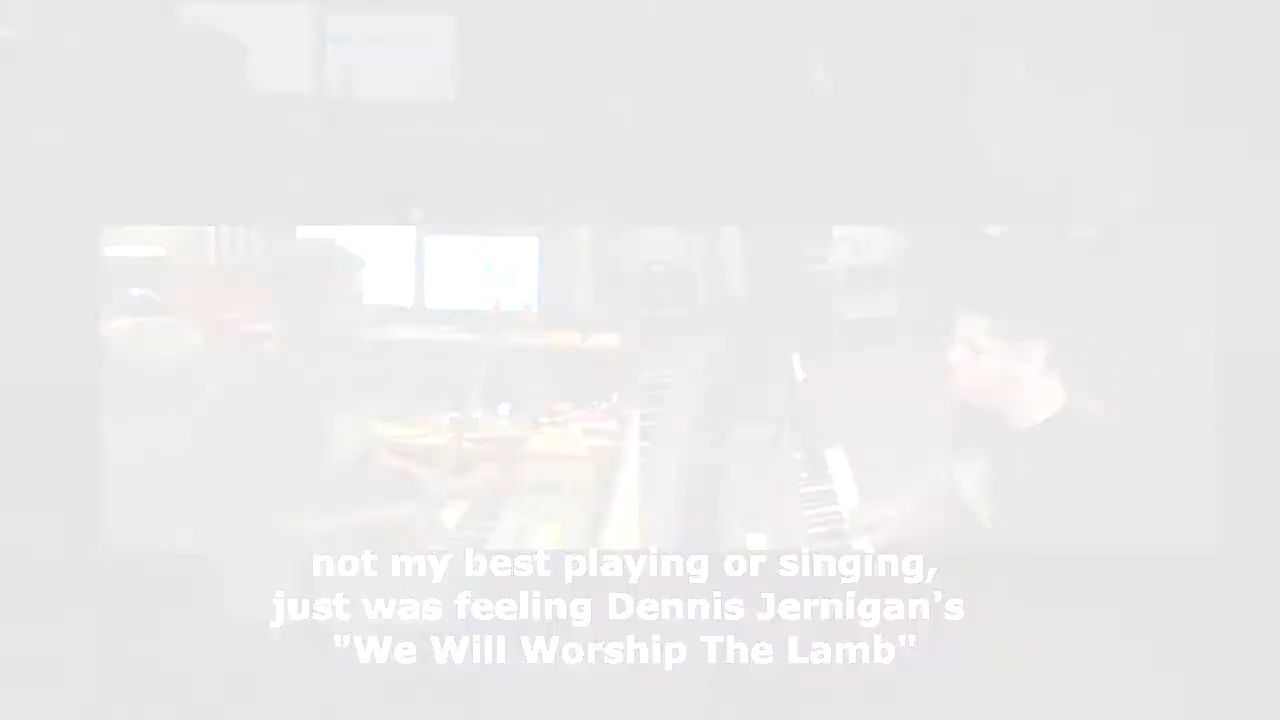 not my best playing or singing,
just was feeling Dennis Jernigan's
"We Will Worship The Lamb"